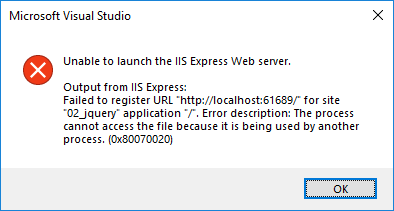 Microsoft Visual Studio
Unable to launch the IIS Express Web server.
Output from IIS Express:
Failed to register URL "http://localhost:61689/" for site
"02_jquery" application "/". Error description: The process
cannot access the file because it is being used by another
process. (0x80070020)
OK